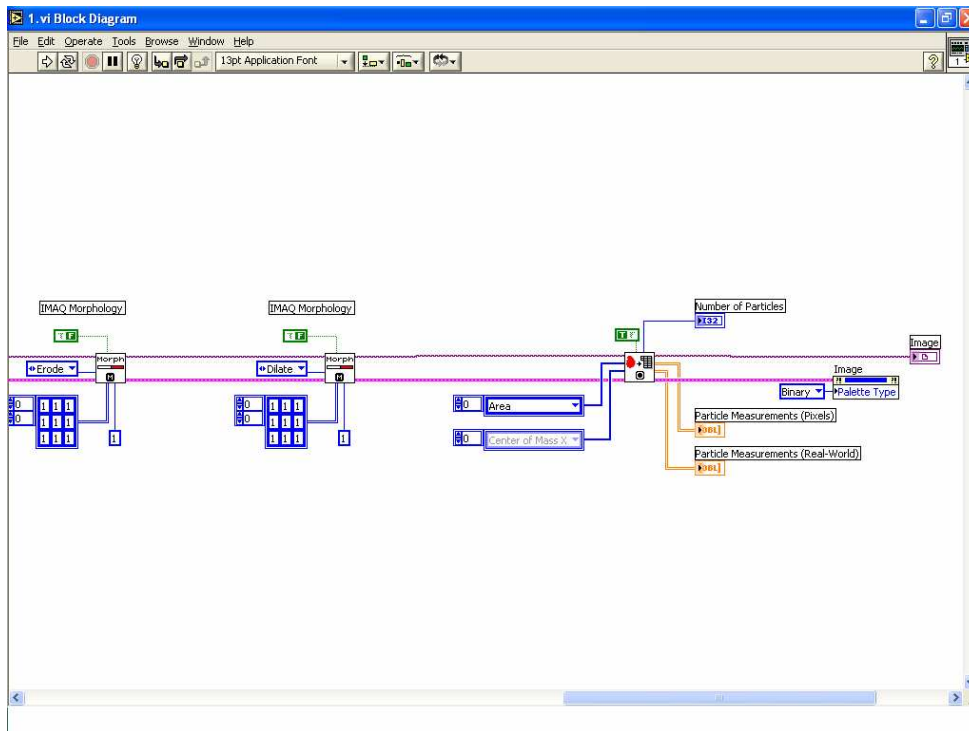 1.vi Block Diagram
File Edit Operate Tools Browse Window Help
13pt Application Font
1
IMAQ Morphology IMAQ Morphology Number of Particles
T F T F T F I32
Image
Morph Morph Image
Erode Dilate
Binary Palette Type
0 1 1 1 0 1 1 1 0 Area
0 1 1 1 0 1 1 1 Particle Measurements (Pixels)
1 1 1 1 1 1 1 1 0 Center of Mass X DBL]
Particle Measurements (Real-World)
DBL]